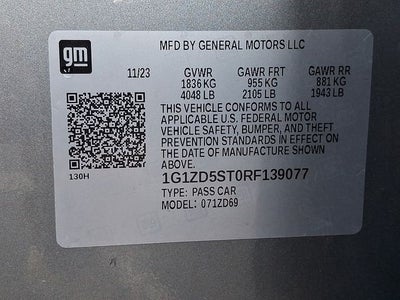 gm
MFD BY GENERAL MOTORS LLC
11/23 GVWR GAWR FRT GAWR RR
1836 KG 955 KG 881 KG
4048 LB 2105 LB 1943 LB
THIS VEHICLE CONFORMS TO ALL
APPLICABLE U.S. FEDERAL MOTOR
VEHICLE SAFETY, BUMPER, AND THEFT
PREVENTION STANDARDS IN EFFECT ON
THE DATE OF MANUFACTURE SHOWN
ABOVE.
130H
1G1ZD5ST0RF139077
TYPE: PASS CAR
MODEL: 071ZD69